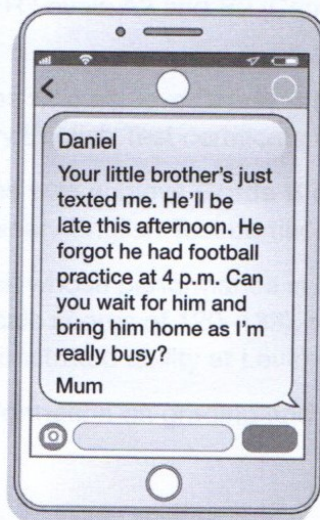 Daniel
Your little brother's just
texted me. He'll be
late this afternoon. He
forgot he had football
practice at 4 p.m. Can
you wait for him and
bring him home as I'm
really busy?
Mum